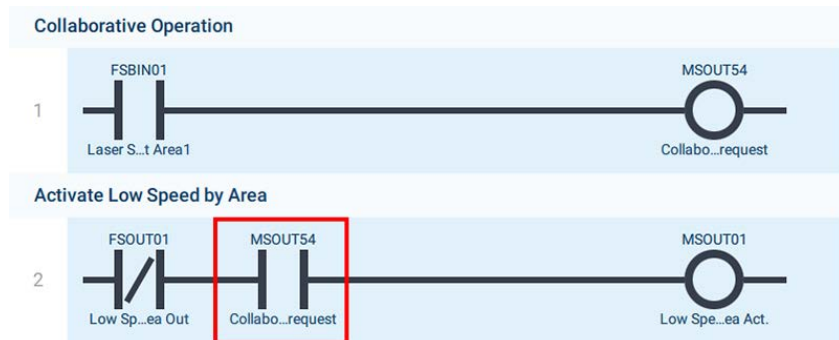 Collaborative Operation
FSBIN01 MSOUT54
1
Laser S...t Area1 Collabo...request
Activate Low Speed by Area
FSOUT01 MSOUT54 MSOUT01
2
Low Sp...ea Out Collabo...request Low Spe...ea Act.